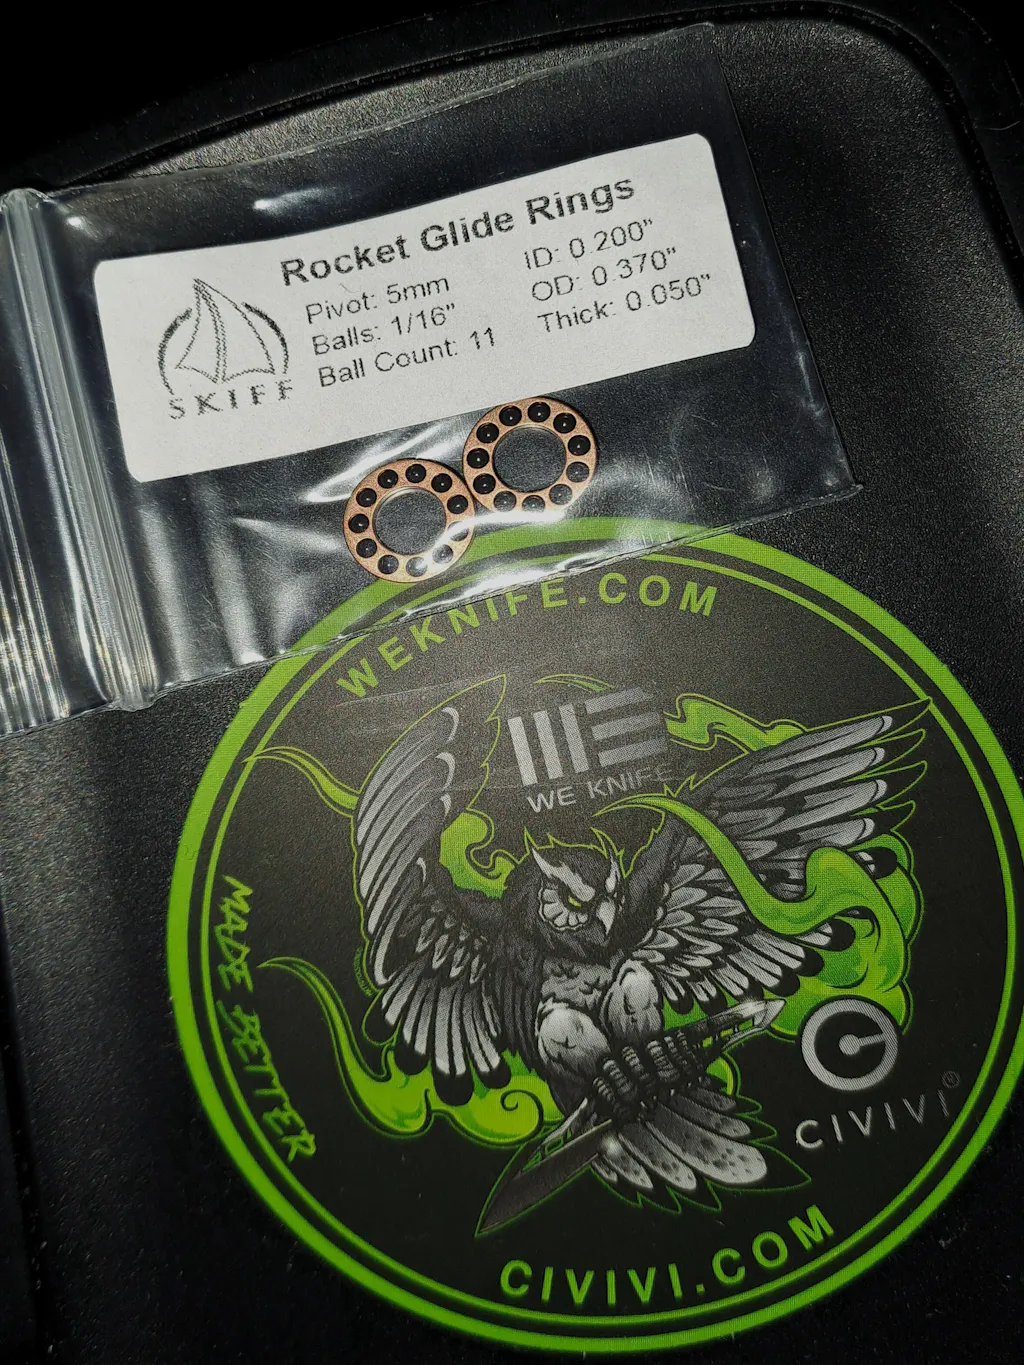 Rocket Glide Rings
Pivot: 5mm
Balls: 1/16"
Ball Count: 11
ID: 0.200"
OD: 0.370"
Thick: 0.050"
SKIFF
WEKNIFE.COM
WE KNIFE
MADE BETTER
CIVIVI®
CIVIVI.COM